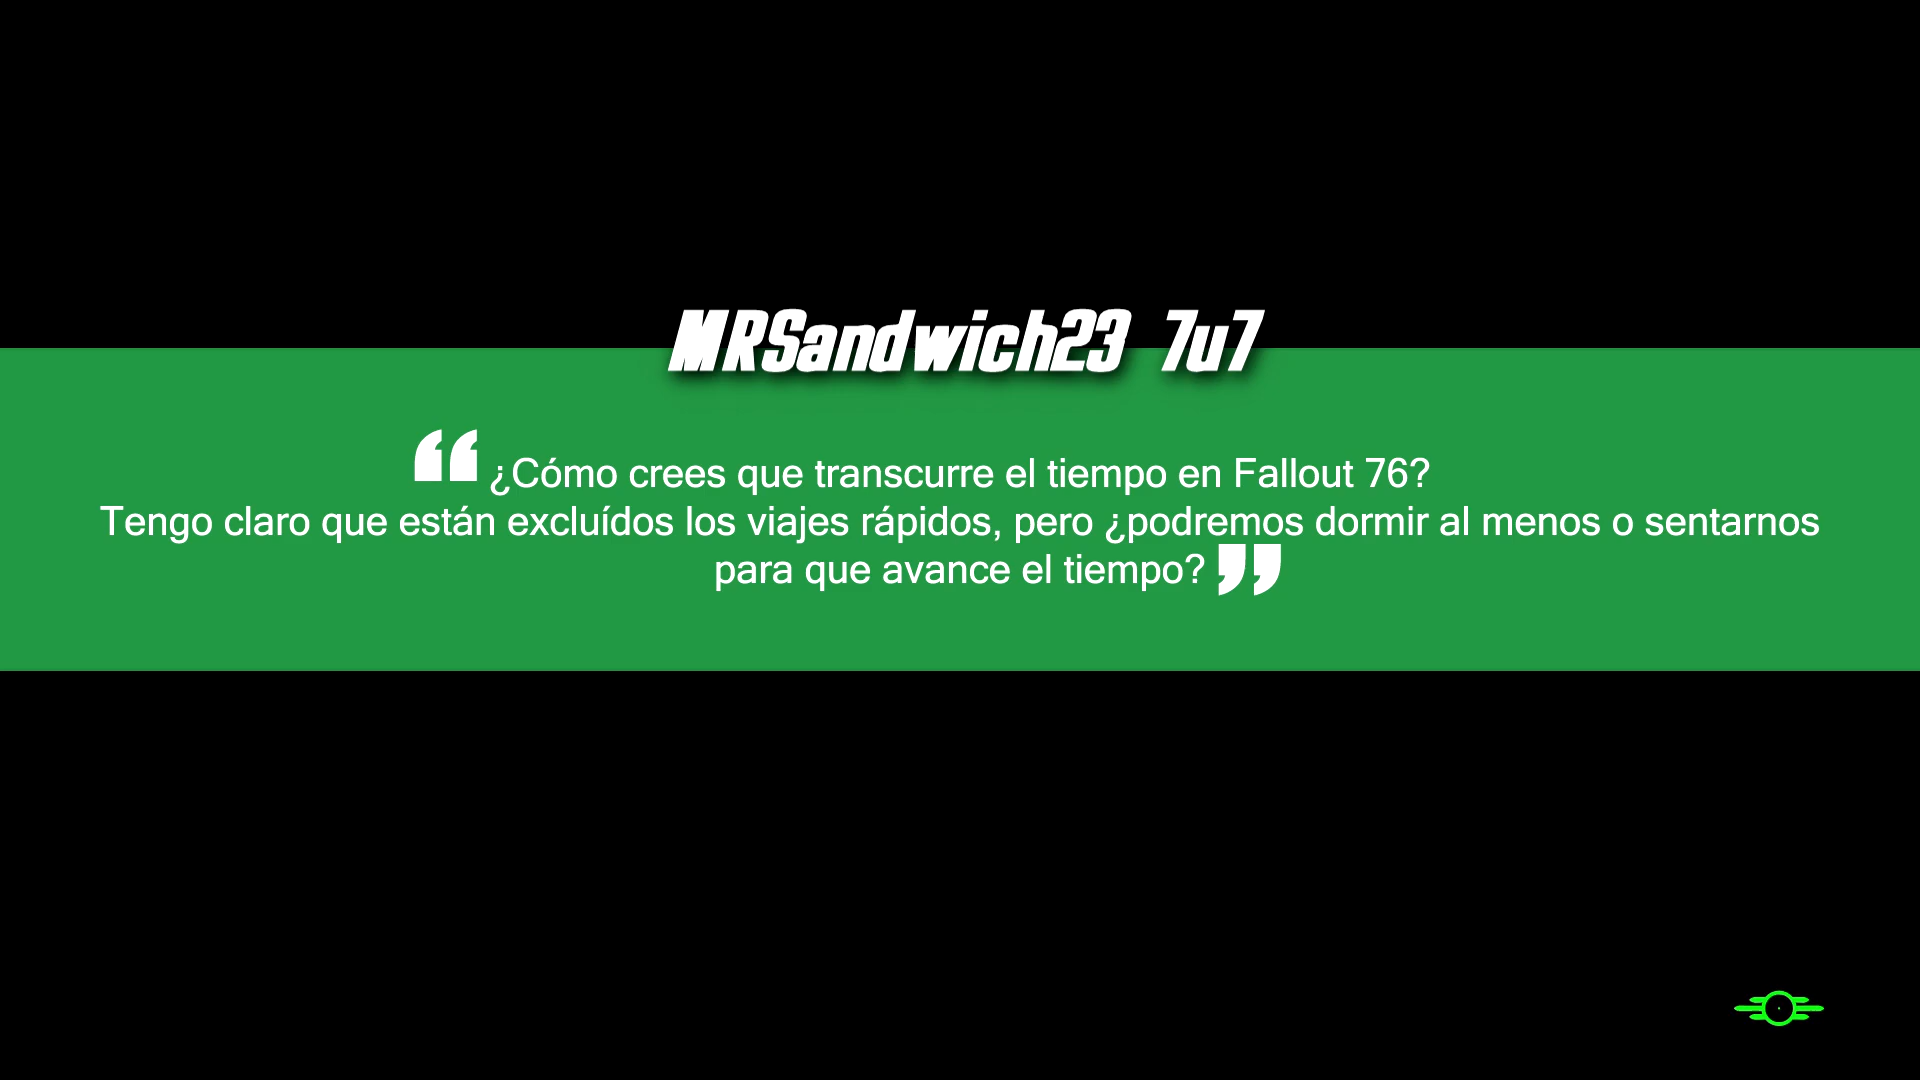 MRSandwich23 7u7
“ ¿Cómo crees que transcurre el tiempo en Fallout 76?
Tengo claro que están excluídos los viajes rápidos, pero ¿podremos dormir al menos o sentarnos
para que avance el tiempo? ”